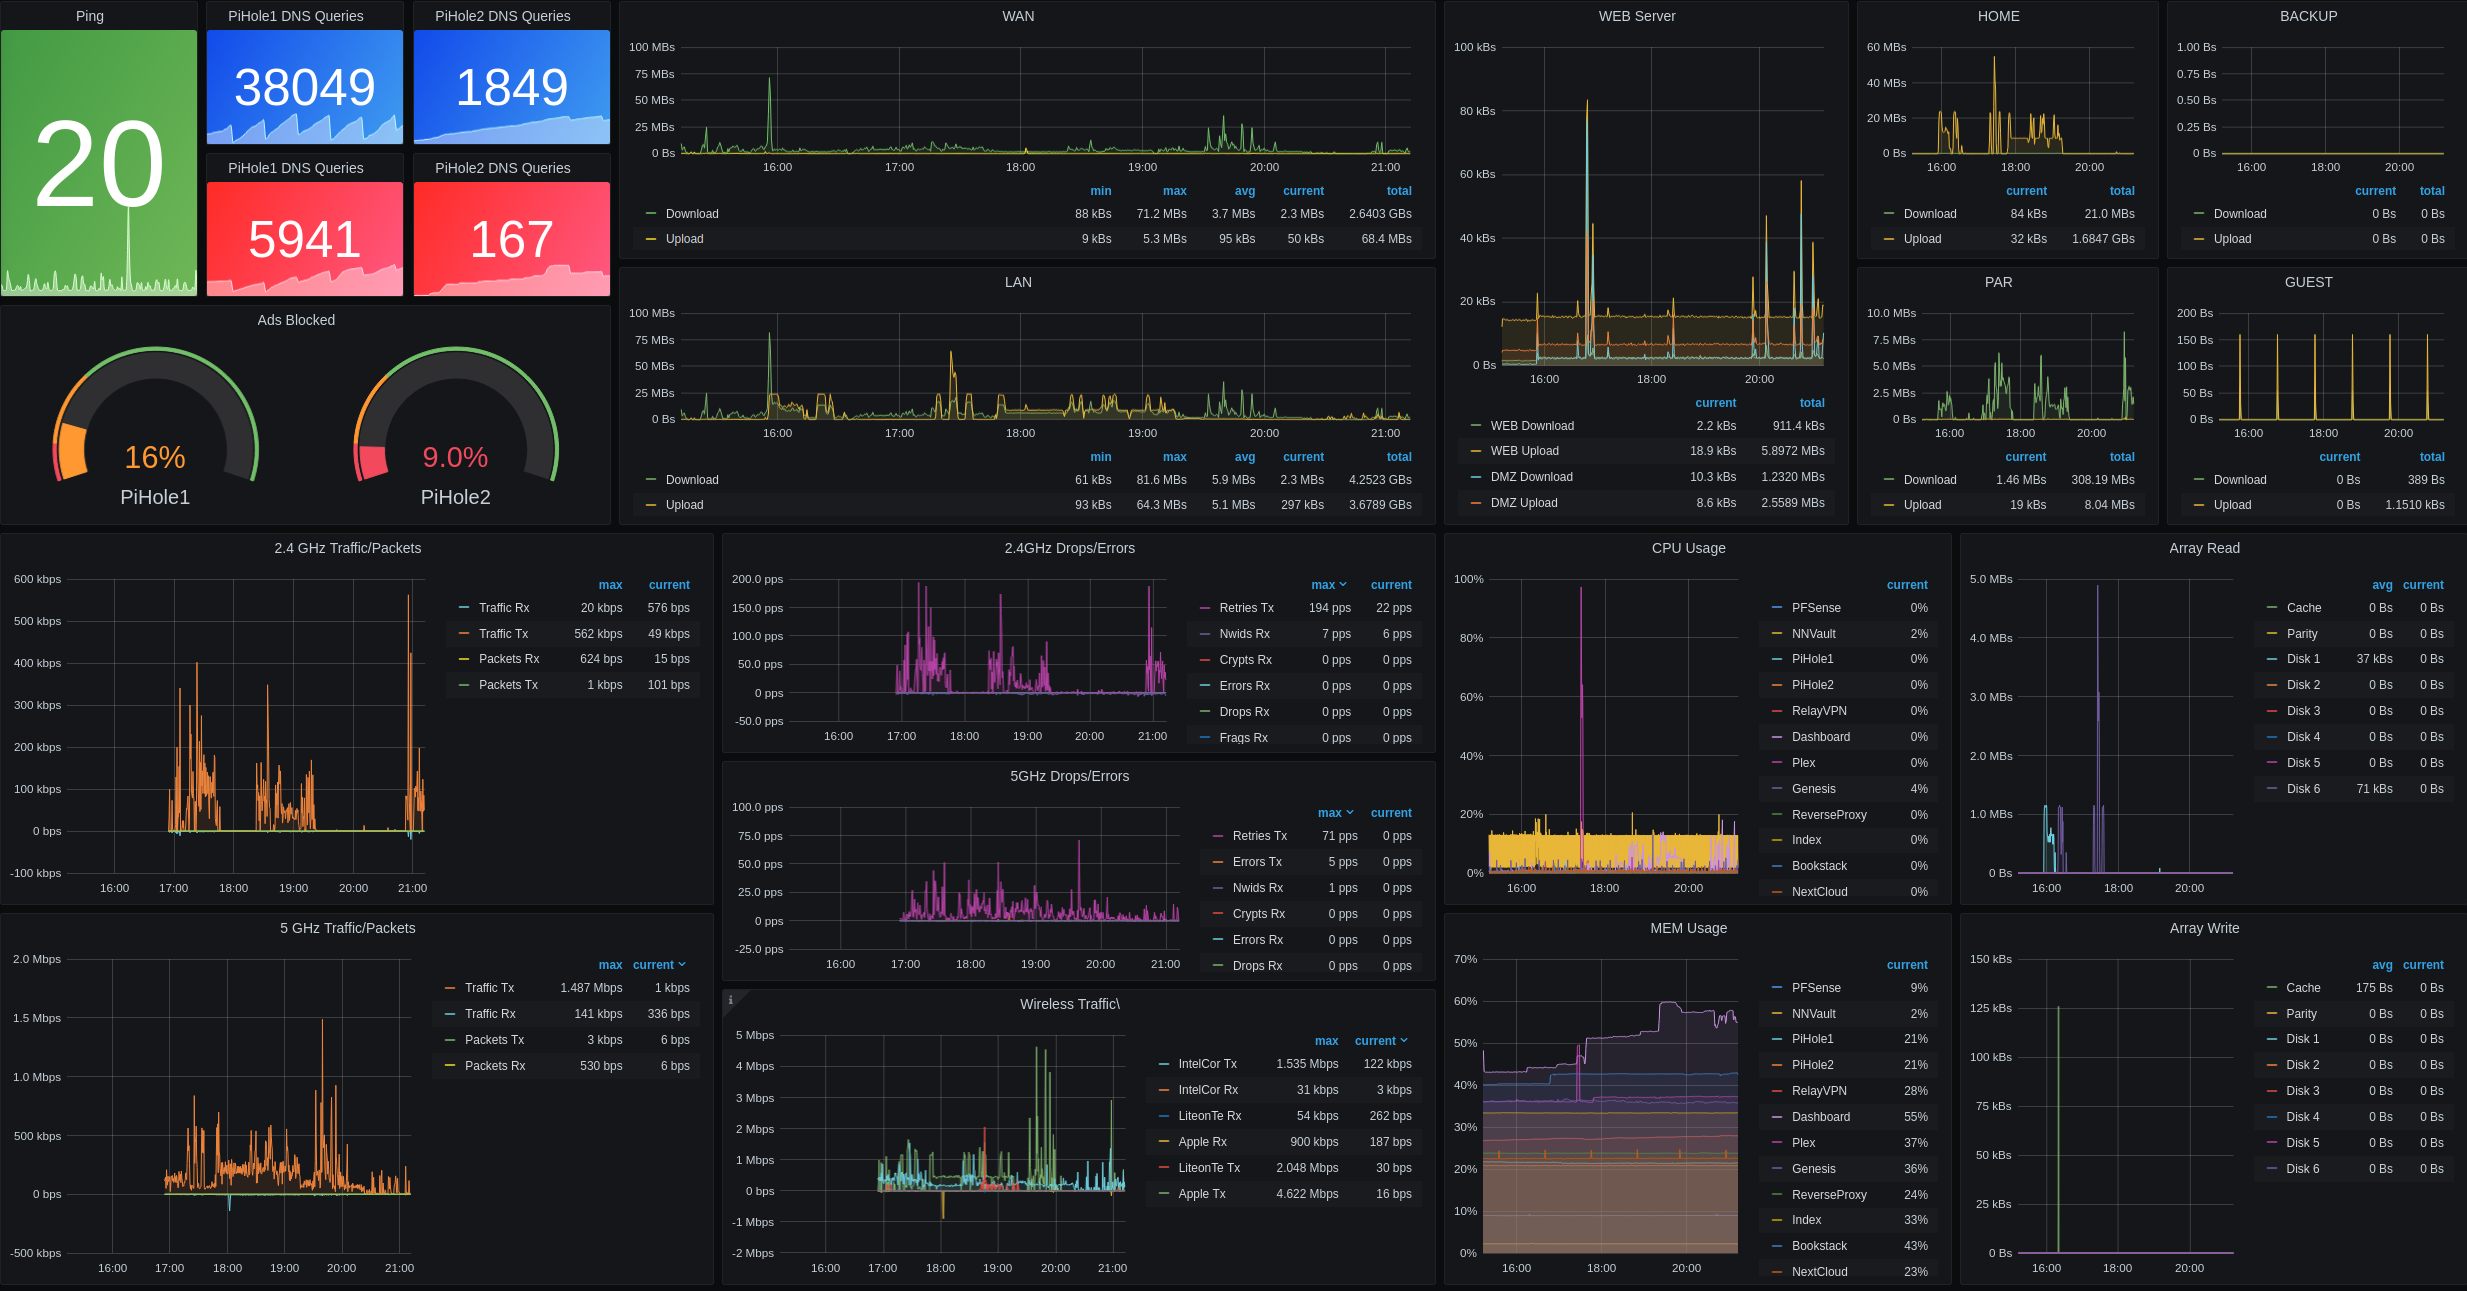 Ping
20
PiHole1 DNS Queries
38049
PiHole2 DNS Queries
1849
PiHole1 DNS Queries
5941
PiHole2 DNS Queries
167
Ads Blocked
16%
PiHole1
9.0%
PiHole2
WAN
100 MBs
75 MBs
50 MBs
25 MBs
0 Bs
16:00 17:00 18:00 19:00 20:00 21:00
min max avg current total
Download 88 kBs 71.2 MBs 3.7 MBs 2.3 MBs 2.6403 GBs
Upload 9 kBs 5.3 MBs 95 kBs 50 kBs 68.4 MBs
LAN
100 MBs
75 MBs
50 MBs
25 MBs
0 Bs
16:00 17:00 18:00 19:00 20:00 21:00
min max avg current total
Download 61 kBs 81.6 MBs 5.9 MBs 2.3 MBs 4.2523 GBs
Upload 93 kBs 64.3 MBs 5.1 MBs 297 kBs 3.6789 GBs
WEB Server
100 kBs
80 kBs
60 kBs
40 kBs
20 kBs
0 Bs
16:00 18:00 20:00
current total
WEB Download 2.2 kBs 911.4 kBs
WEB Upload 18.9 kBs 5.8972 MBs
DMZ Download 10.3 kBs 1.2320 MBs
DMZ Upload 8.6 kBs 2.5589 MBs
HOME
60 MBs
40 MBs
20 MBs
0 Bs
16:00 18:00 20:00
current total
Download 84 kBs 21.0 MBs
Upload 32 kBs 1.6847 GBs
BACKUP
1.00 Bs
0.75 Bs
0.50 Bs
0.25 Bs
0 Bs
16:00 18:00 20:00
current total
Download 0 Bs 0 Bs
Upload 0 Bs 0 Bs
PAR
10.0 MBs
7.5 MBs
5.0 MBs
2.5 MBs
0 Bs
16:00 18:00 20:00
current total
Download 1.46 MBs 308.19 MBs
Upload 19 kBs 8.04 MBs
GUEST
200 Bs
150 Bs
100 Bs
50 Bs
0 Bs
16:00 18:00 20:00
current total
Download 0 Bs 389 Bs
Upload 0 Bs 1.1510 kBs
2.4 GHz Traffic/Packets
600 kbps
500 kbps
400 kbps
300 kbps
200 kbps
100 kbps
0 bps
-100 kbps
16:00 17:00 18:00 19:00 20:00 21:00
max current
Traffic Rx 20 kbps 576 bps
Traffic Tx 562 kbps 49 kbps
Packets Rx 624 bps 15 bps
Packets Tx 1 kbps 101 bps
5 GHz Traffic/Packets
2.0 Mbps
1.5 Mbps
1.0 Mbps
500 kbps
0 bps
-500 kbps
16:00 17:00 18:00 19:00 20:00 21:00
max current
Traffic Tx 1.487 Mbps 1 kbps
Traffic Rx 141 kbps 336 bps
Packets Tx 3 kbps 6 bps
Packets Rx 530 bps 6 bps
2.4GHz Drops/Errors
200.0 pps
150.0 pps
100.0 pps
50.0 pps
0 pps
-50.0 pps
16:00 17:00 18:00 19:00 20:00 21:00
max current
Retries Tx 194 pps 22 pps
Nwids Rx 7 pps 6 pps
Crypts Rx 0 pps 0 pps
Errors Rx 0 pps 0 pps
Drops Rx 0 pps 0 pps
Frags Rx 0 pps 0 pps
5GHz Drops/Errors
100.0 pps
75.0 pps
50.0 pps
25.0 pps
0 pps
-25.0 pps
16:00 17:00 18:00 19:00 20:00 21:00
max current
Retries Tx 71 pps 0 pps
Errors Tx 5 pps 0 pps
Nwids Rx 1 pps 0 pps
Crypts Rx 0 pps 0 pps
Errors Rx 0 pps 0 pps
Drops Rx 0 pps 0 pps
i
Wireless Traffic\
5 Mbps
4 Mbps
3 Mbps
2 Mbps
1 Mbps
0 bps
-1 Mbps
-2 Mbps
16:00 17:00 18:00 19:00 20:00 21:00
max current
IntelCor Tx 1.535 Mbps 122 kbps
IntelCor Rx 31 kbps 3 kbps
LiteonTe Rx 54 kbps 262 bps
Apple Rx 900 kbps 187 bps
LiteonTe Tx 2.048 Mbps 30 bps
Apple Tx 4.622 Mbps 16 bps
CPU Usage
100%
80%
60%
40%
20%
0%
16:00 18:00 20:00
current
PFSense 0%
NNVault 2%
PiHole1 0%
PiHole2 0%
RelayVPN 0%
Dashboard 0%
Plex 0%
Genesis 4%
ReverseProxy 0%
Index 0%
Bookstack 0%
NextCloud 0%
Array Read
5.0 MBs
4.0 MBs
3.0 MBs
2.0 MBs
1.0 MBs
0 Bs
16:00 18:00 20:00
avg current
Cache 0 Bs 0 Bs
Parity 0 Bs 0 Bs
Disk 1 37 kBs 0 Bs
Disk 2 0 Bs 0 Bs
Disk 3 0 Bs 0 Bs
Disk 4 0 Bs 0 Bs
Disk 5 0 Bs 0 Bs
Disk 6 71 kBs 0 Bs
MEM Usage
70%
60%
50%
40%
30%
20%
10%
0%
16:00 18:00 20:00
current
PFSense 9%
NNVault 2%
PiHole1 21%
PiHole2 21%
RelayVPN 28%
Dashboard 55%
Plex 37%
Genesis 36%
ReverseProxy 24%
Index 33%
Bookstack 43%
NextCloud 23%
Array Write
150 kBs
125 kBs
100 kBs
75 kBs
50 kBs
25 kBs
0 Bs
16:00 18:00 20:00
avg current
Cache 175 Bs 0 Bs
Parity 0 Bs 0 Bs
Disk 1 0 Bs 0 Bs
Disk 2 0 Bs 0 Bs
Disk 3 0 Bs 0 Bs
Disk 4 0 Bs 0 Bs
Disk 5 0 Bs 0 Bs
Disk 6 0 Bs 0 Bs